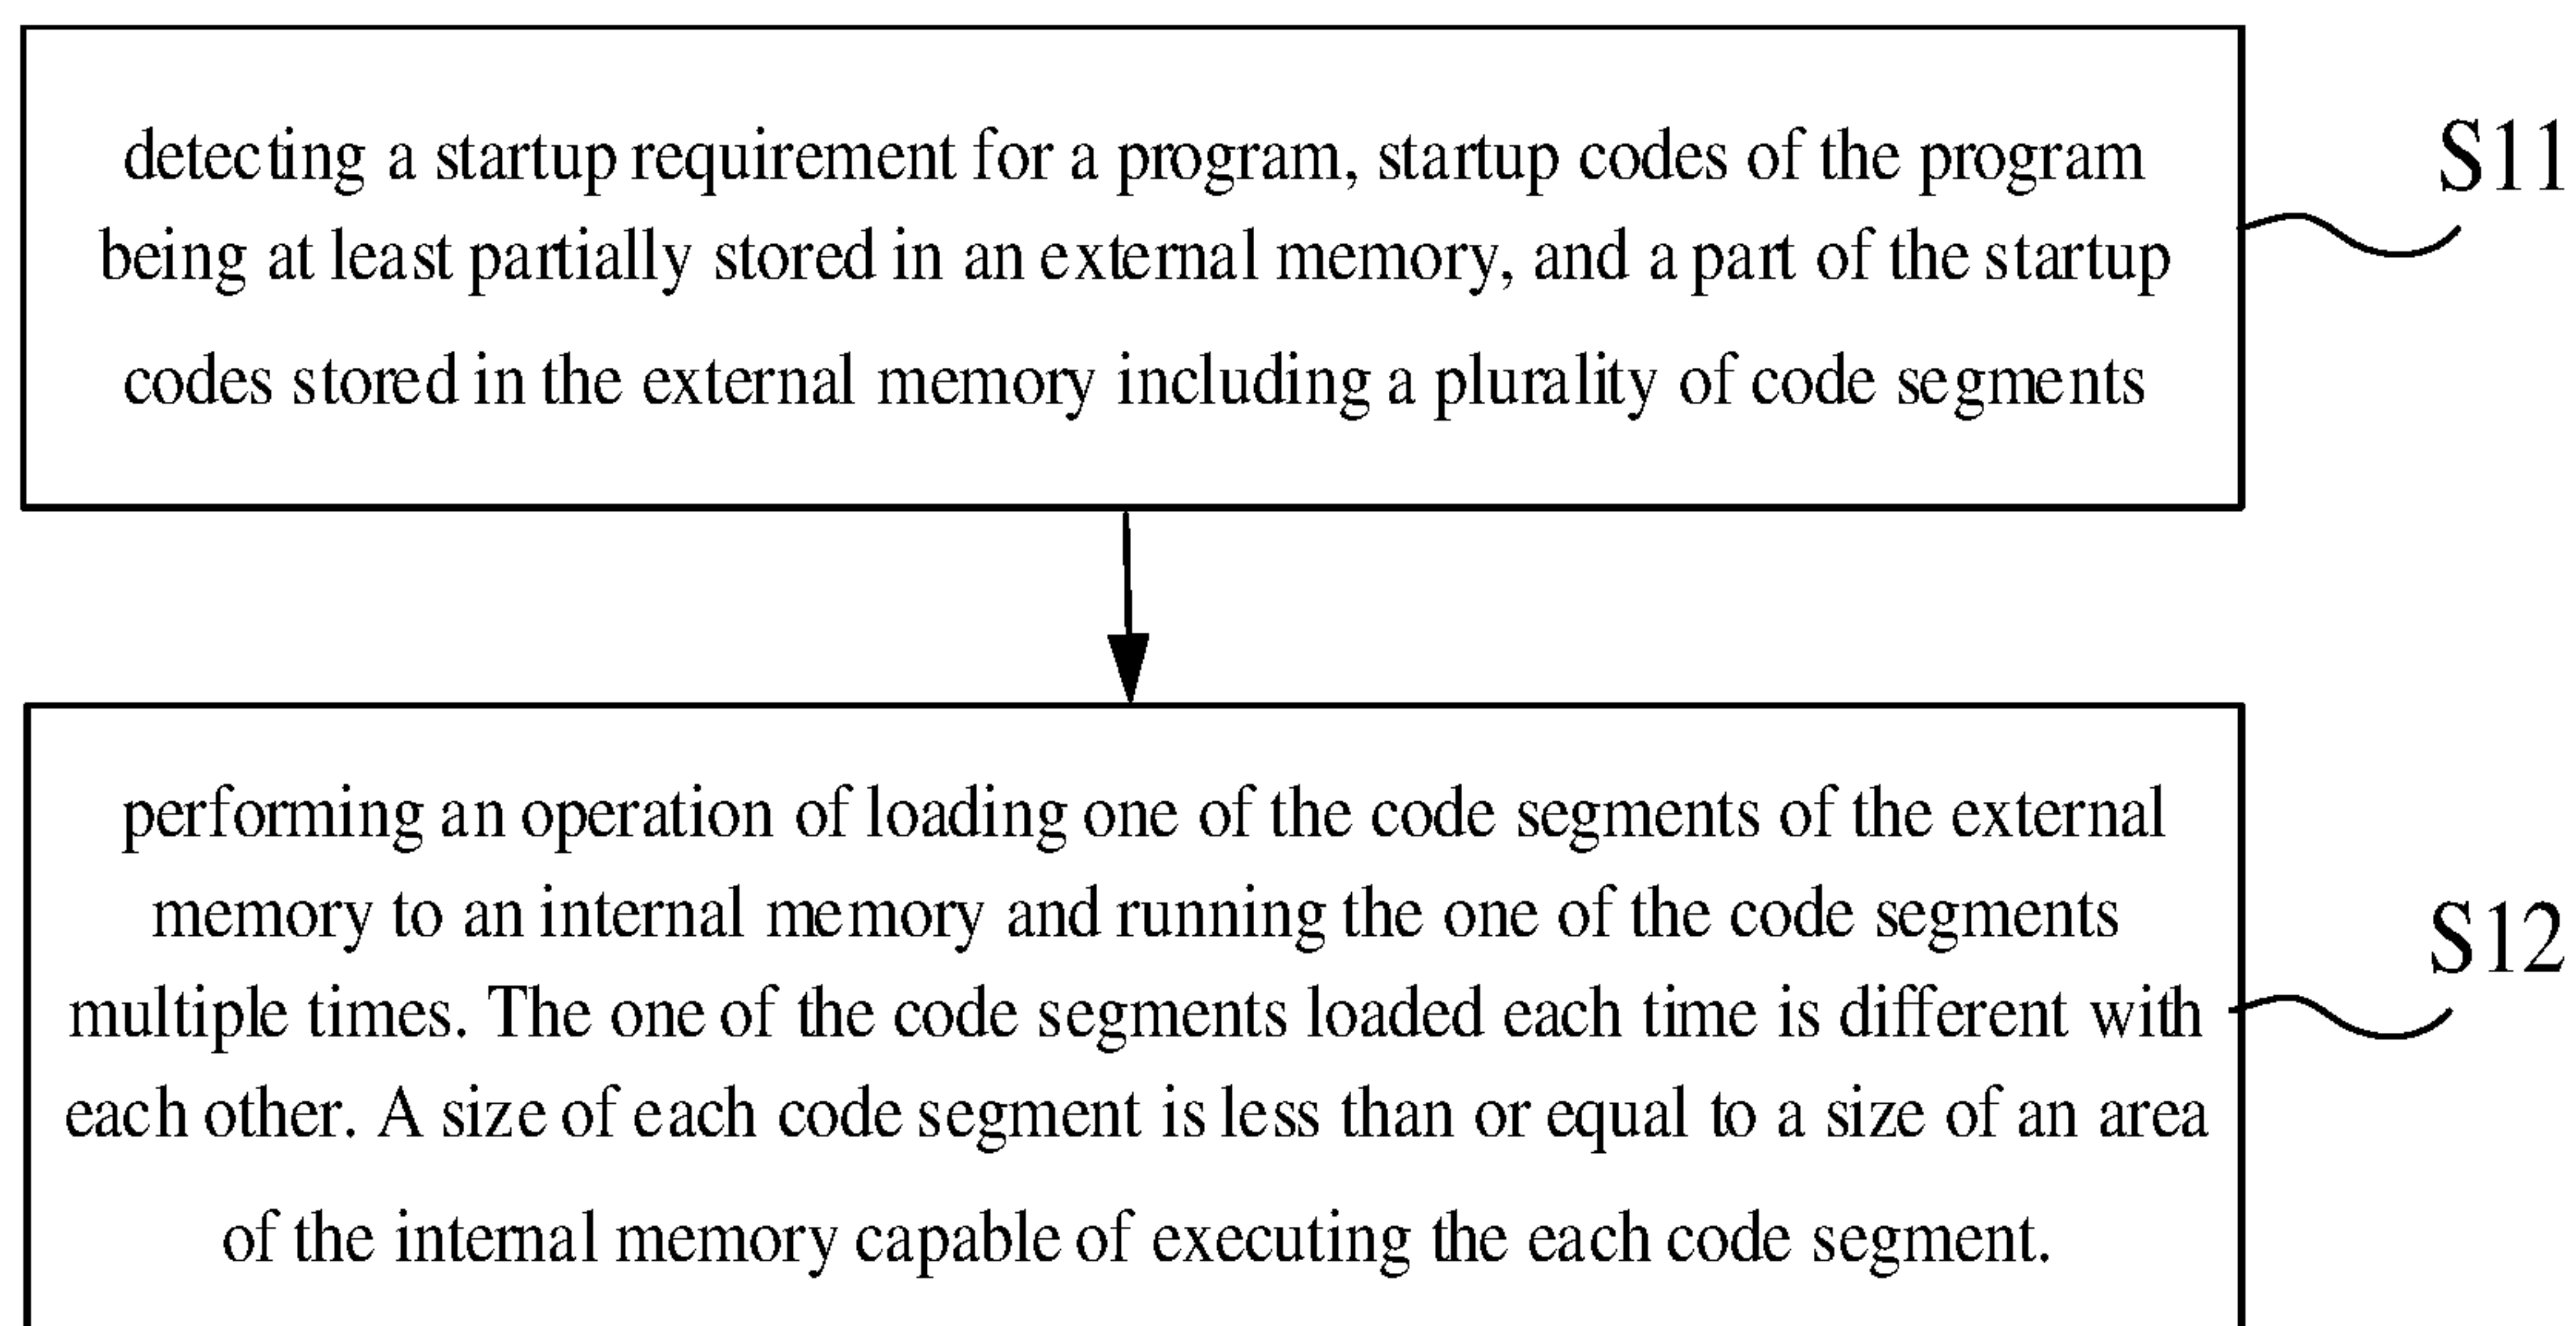 detecting a startup requirement for a program, startup codes of the program
being at least partially stored in an external memory, and a part of the startup
codes stored in the external memory including a plurality of code segments
S11
performing an operation of loading one of the code segments of the external
memory to an internal memory and running the one of the code segments
multiple times. The one of the code segments loaded each time is different with
each other. A size of each code segment is less than or equal to a size of an area
of the internal memory capable of executing the each code segment.
S12